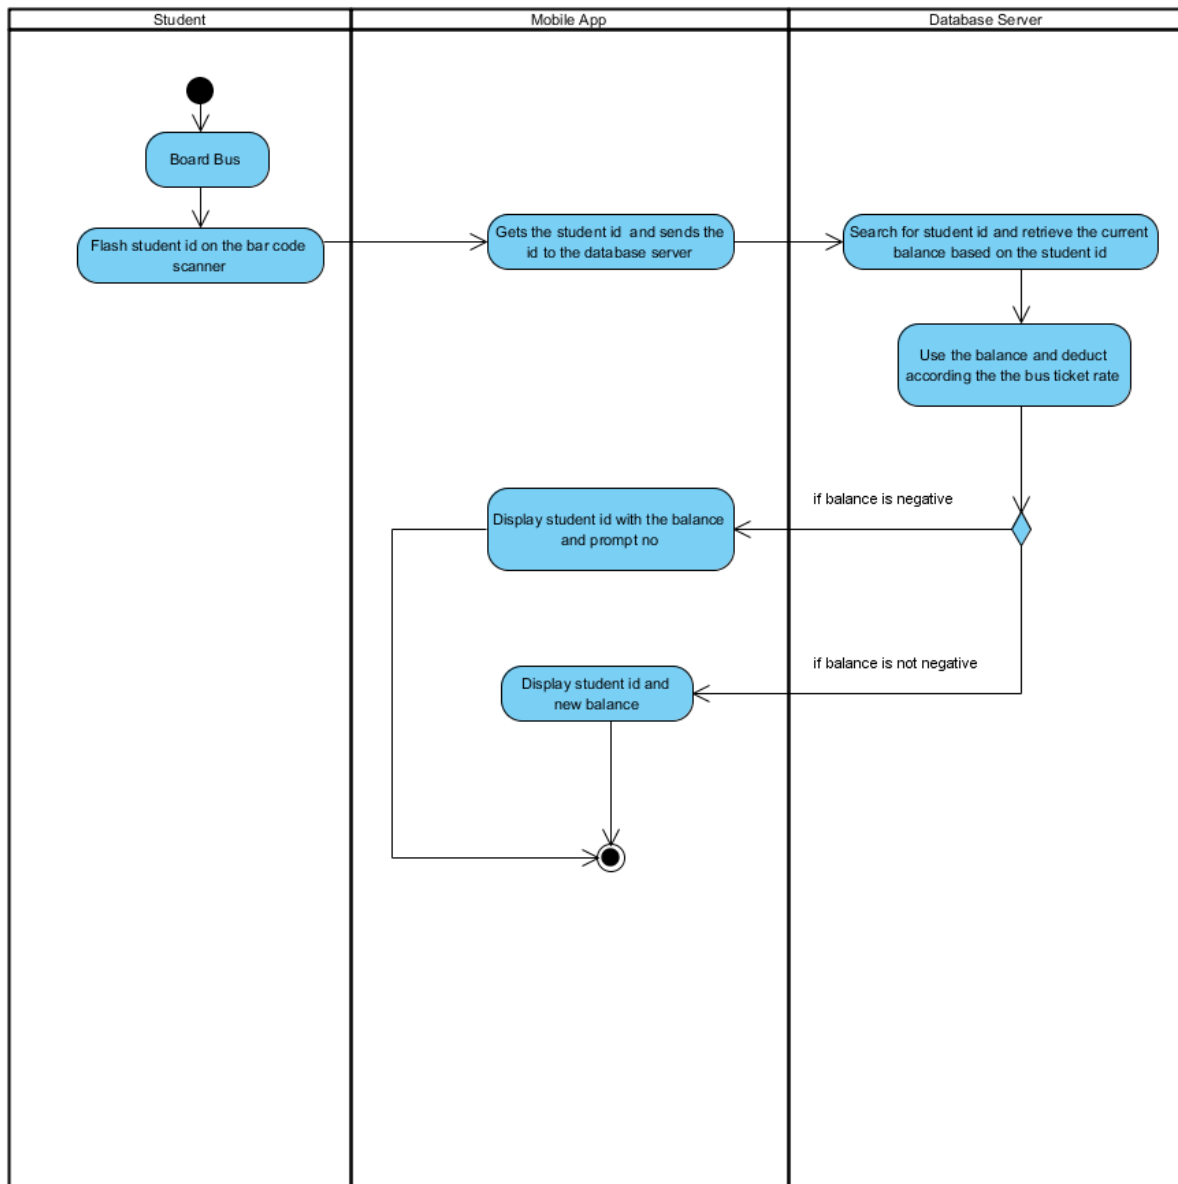 Student
Mobile App
Database Server
Board Bus
Flash student id on the bar code
scanner
Gets the student id  and sends the
id to the database server
Search for student id and retrieve the current
balance based on the student id
Use the balance and deduct
according the the bus ticket rate
if balance is negative
Display student id with the balance
and prompt no
if balance is not negative
Display student id and
new balance